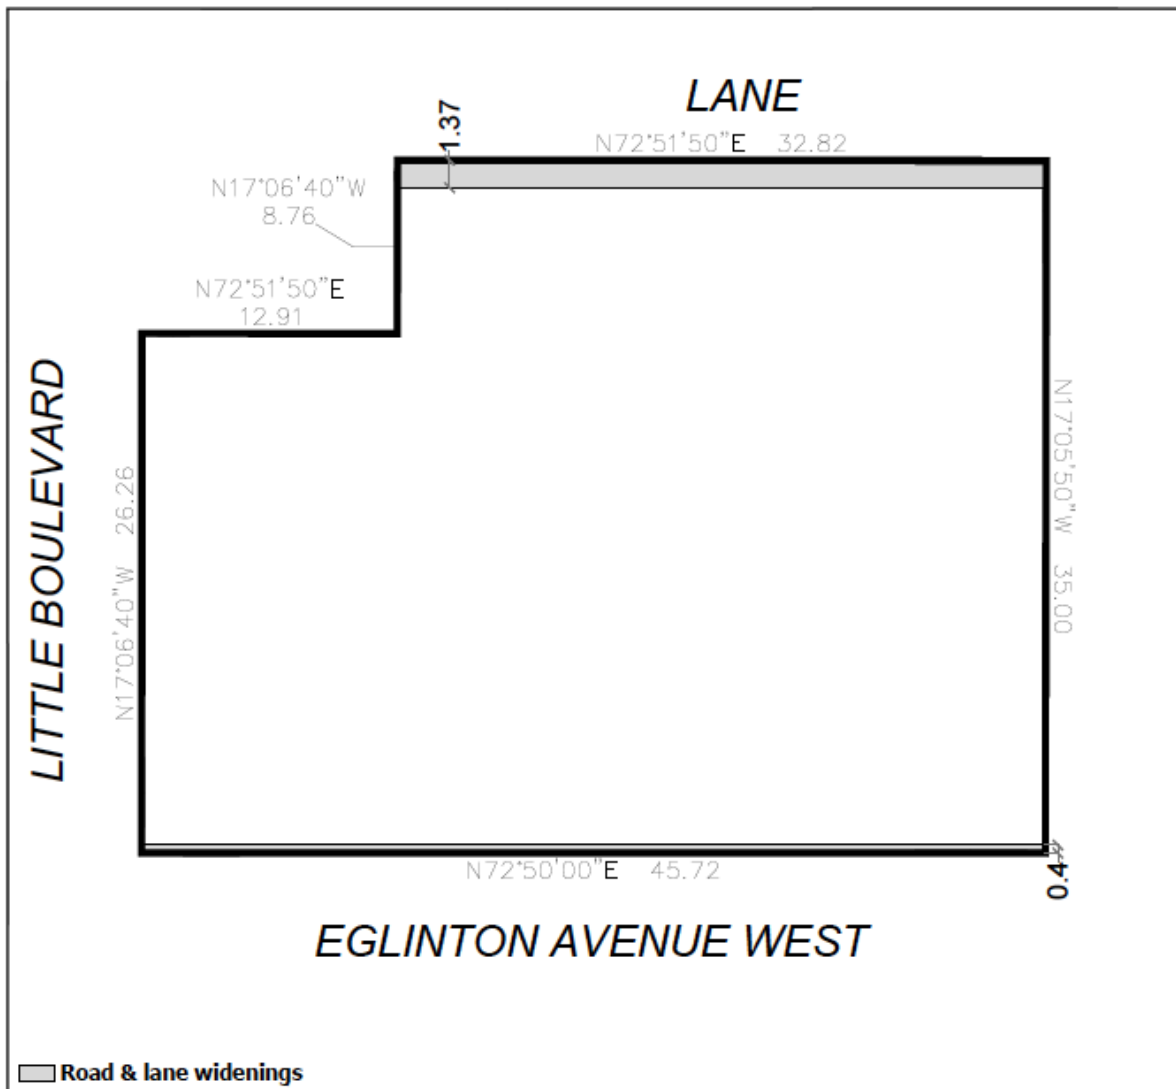 LANE
1.37
N72°51'50"E 32.82
N17°06'40"W
8.76
N72°51'50"E
12.91
LITTLE BOULEVARD
N17°06'40"W 26.26
N17°05'50"W 35.00
N72°50'00"E 45.72
0.4
EGLINTON AVENUE WEST
Road & lane widenings